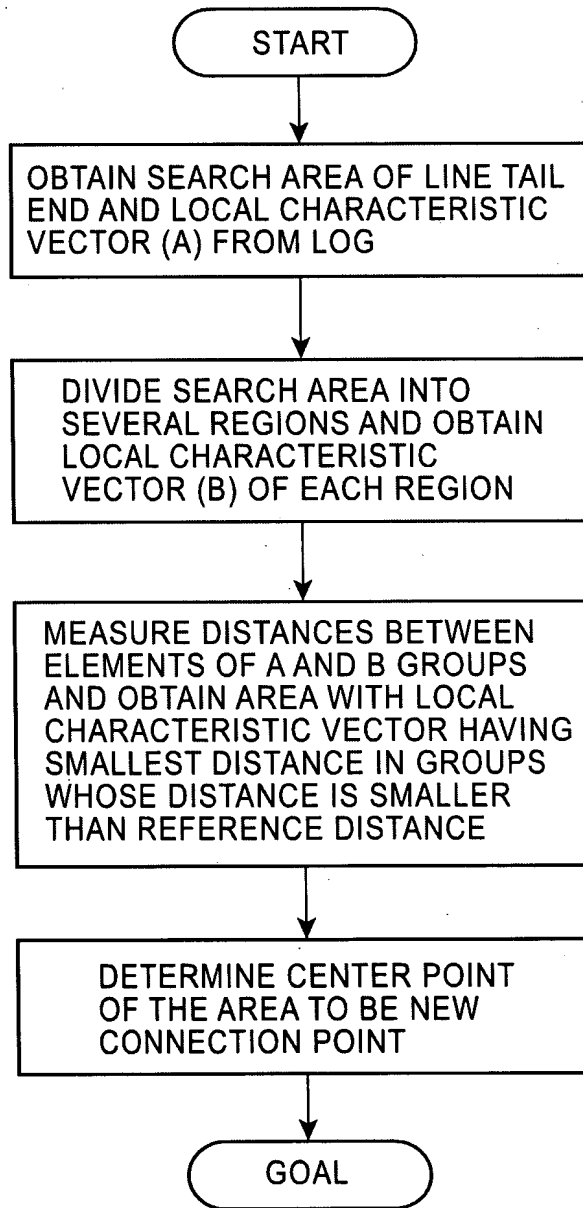 START
OBTAIN SEARCH AREA OF LINE TAIL
END AND LOCAL CHARACTERISTIC
VECTOR (A) FROM LOG
DIVIDE SEARCH AREA INTO
SEVERAL REGIONS AND OBTAIN
LOCAL CHARACTERISTIC
VECTOR (B) OF EACH REGION
MEASURE DISTANCES BETWEEN
ELEMENTS OF A AND B GROUPS
AND OBTAIN AREA WITH LOCAL
CHARACTERISTIC VECTOR HAVING
SMALLEST DISTANCE IN GROUPS
WHOSE DISTANCE IS SMALLER
THAN REFERENCE DISTANCE
DETERMINE CENTER POINT
OF THE AREA TO BE NEW
CONNECTION POINT
GOAL